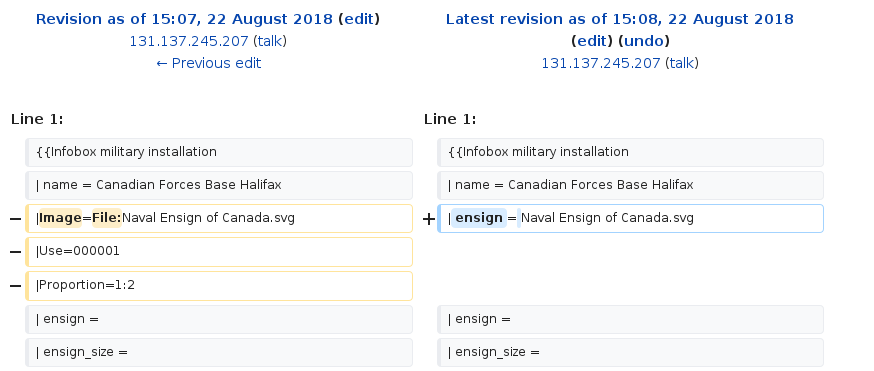 Revision as of 15:07, 22 August 2018 (edit)
131.137.245.207 (talk)
← Previous edit
Latest revision as of 15:08, 22 August 2018
(edit) (undo)
131.137.245.207 (talk)
Line 1:
Line 1:
{{Infobox military installation
{{Infobox military installation
| name = Canadian Forces Base Halifax
| name = Canadian Forces Base Halifax
− |Image=File:Naval Ensign of Canada.svg
+ | ensign = Naval Ensign of Canada.svg
− |Use=000001
− |Proportion=1:2
| ensign =
| ensign =
| ensign_size =
| ensign_size =